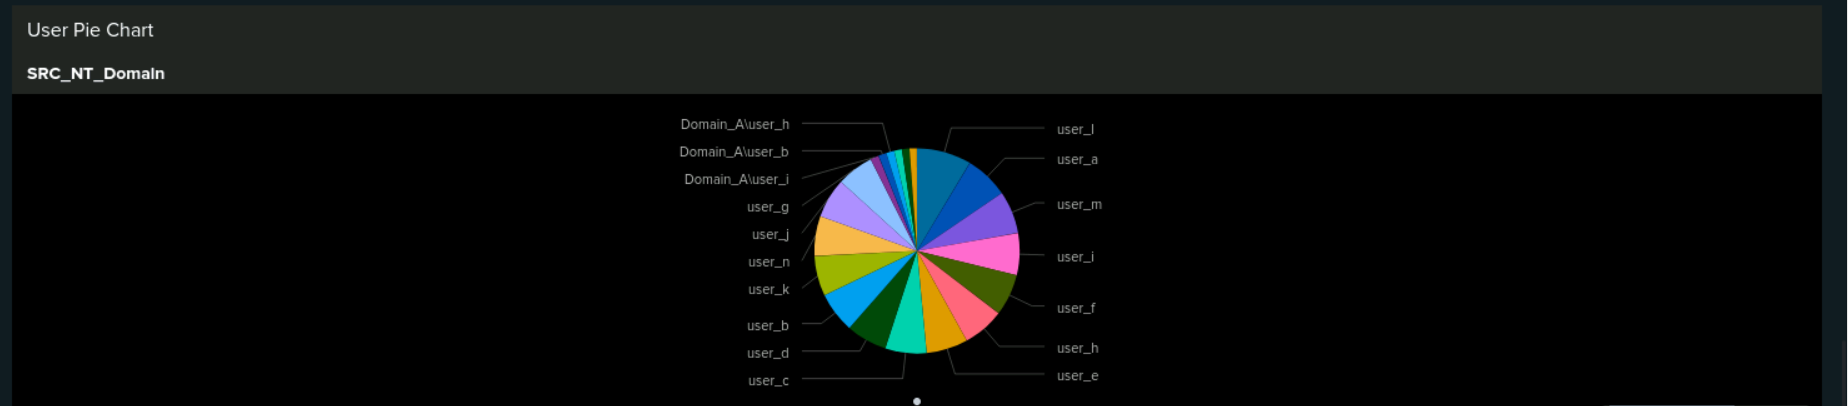 User Pie Chart
SRC_NT_Domain
Domain_A\user_h
Domain_A\user_b
Domain_A\user_i
user_g
user_j
user_n
user_k
user_b
user_d
user_c
user_l
user_a
user_m
user_i
user_f
user_h
user_e